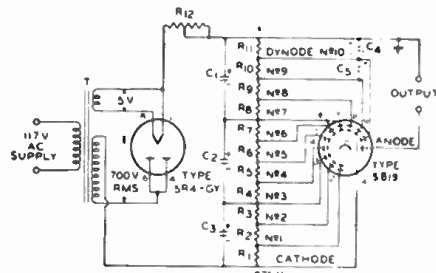 R12
T
5V
117V
AC
SUPPLY
700V
RMS
TYPE
5R4-GY
C1
C2
C3
R11
R10
R9
R8
R7
R6
R5
R4
R3
R2
R1
DYNODE Nº10
Nº9
Nº8
Nº7
Nº6
Nº5
Nº4
Nº3
Nº2
Nº1
CATHODE
C4
C5
OUTPUT
ANODE
TYPE
5819